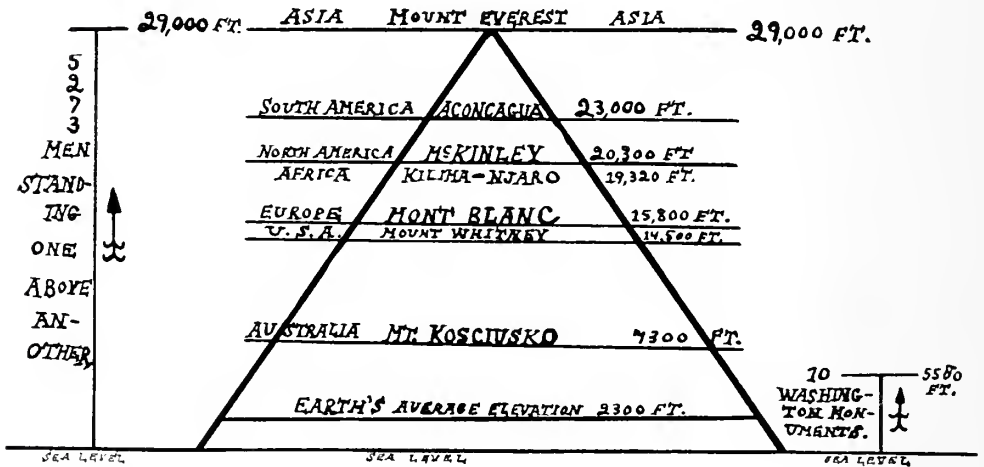 ASIA MOUNT EVEREST ASIA
29,000 FT. 29,000 FT.
5
2
7
3
MEN
STAND-
ING
ONE
ABOVE
AN-
OTHER
SOUTH AMERICA ACONCAGUA 23,000 FT.
NORTH AMERICA McKINLEY 20,300 FT
AFRICA KILIMA-NJARO 19,320 FT.
EUROPE MONT BLANC 15,800 FT.
U.S.A. MOUNT WHITNEY 14,500 FT.
AUSTRALIA MT. KOSCIUSKO 7300 FT.
EARTH'S AVERAGE ELEVATION 2300 FT.
10 5580
FT.
WASHING-
TON MON-
UMENTS.
SEA LEVEL SEA LEVEL SEA LEVEL